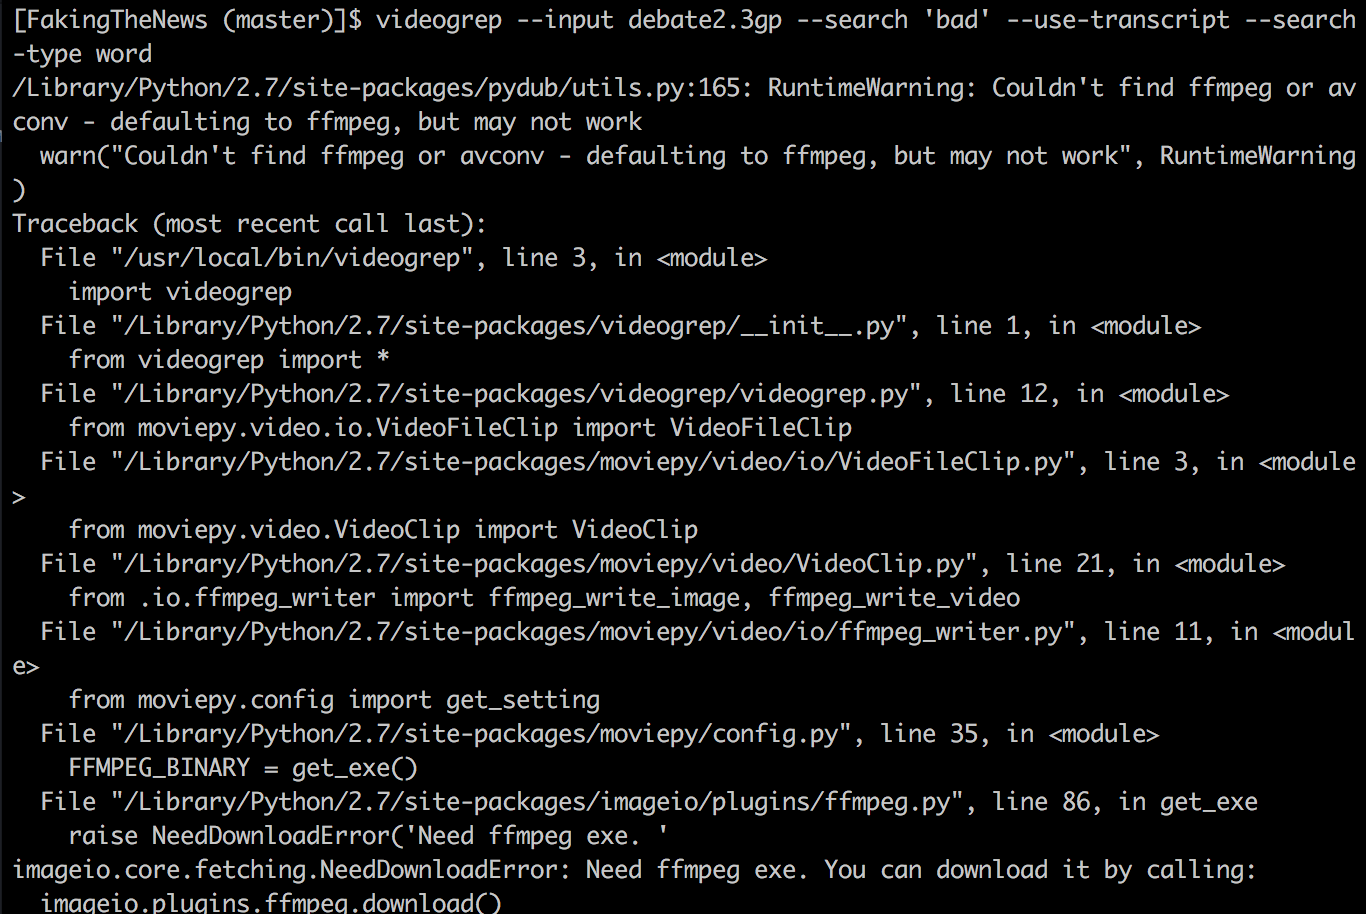 [FakingTheNews (master)]$ videogrep --input debate2.3gp --search 'bad' --use-transcript --search
-type word
/Library/Python/2.7/site-packages/pydub/utils.py:165: RuntimeWarning: Couldn't find ffmpeg or av
conv - defaulting to ffmpeg, but may not work
  warn("Couldn't find ffmpeg or avconv - defaulting to ffmpeg, but may not work", RuntimeWarning
)
Traceback (most recent call last):
  File "/usr/local/bin/videogrep", line 3, in <module>
    import videogrep
  File "/Library/Python/2.7/site-packages/videogrep/__init__.py", line 1, in <module>
    from videogrep import *
  File "/Library/Python/2.7/site-packages/videogrep/videogrep.py", line 12, in <module>
    from moviepy.video.io.VideoFileClip import VideoFileClip
  File "/Library/Python/2.7/site-packages/moviepy/video/io/VideoFileClip.py", line 3, in <module
>
    from moviepy.video.VideoClip import VideoClip
  File "/Library/Python/2.7/site-packages/moviepy/video/VideoClip.py", line 21, in <module>
    from .io.ffmpeg_writer import ffmpeg_write_image, ffmpeg_write_video
  File "/Library/Python/2.7/site-packages/moviepy/video/io/ffmpeg_writer.py", line 11, in <modul
e>
    from moviepy.config import get_setting
  File "/Library/Python/2.7/site-packages/moviepy/config.py", line 35, in <module>
    FFMPEG_BINARY = get_exe()
  File "/Library/Python/2.7/site-packages/imageio/plugins/ffmpeg.py", line 86, in get_exe
    raise NeedDownloadError('Need ffmpeg exe. '
imageio.core.fetching.NeedDownloadError: Need ffmpeg exe. You can download it by calling:
  imageio.plugins.ffmpeg.download()